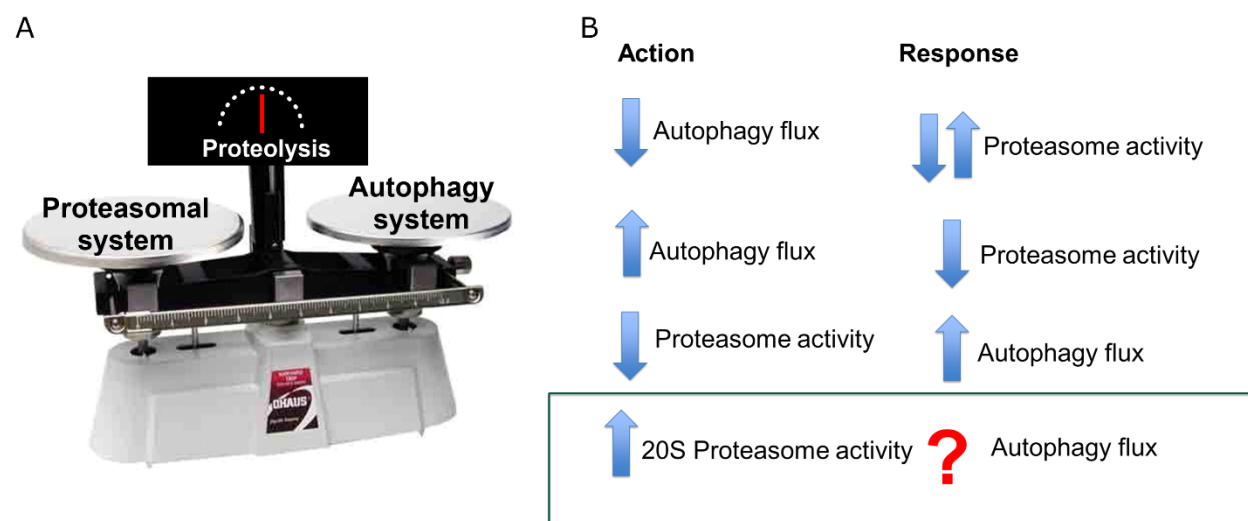 A
Proteolysis
Proteasomal
system
Autophagy
system
OHAUS
B
Action
Response
Autophagy flux
Proteasome activity
Autophagy flux
Proteasome activity
Proteasome activity
Autophagy flux
20S Proteasome activity
?
Autophagy flux